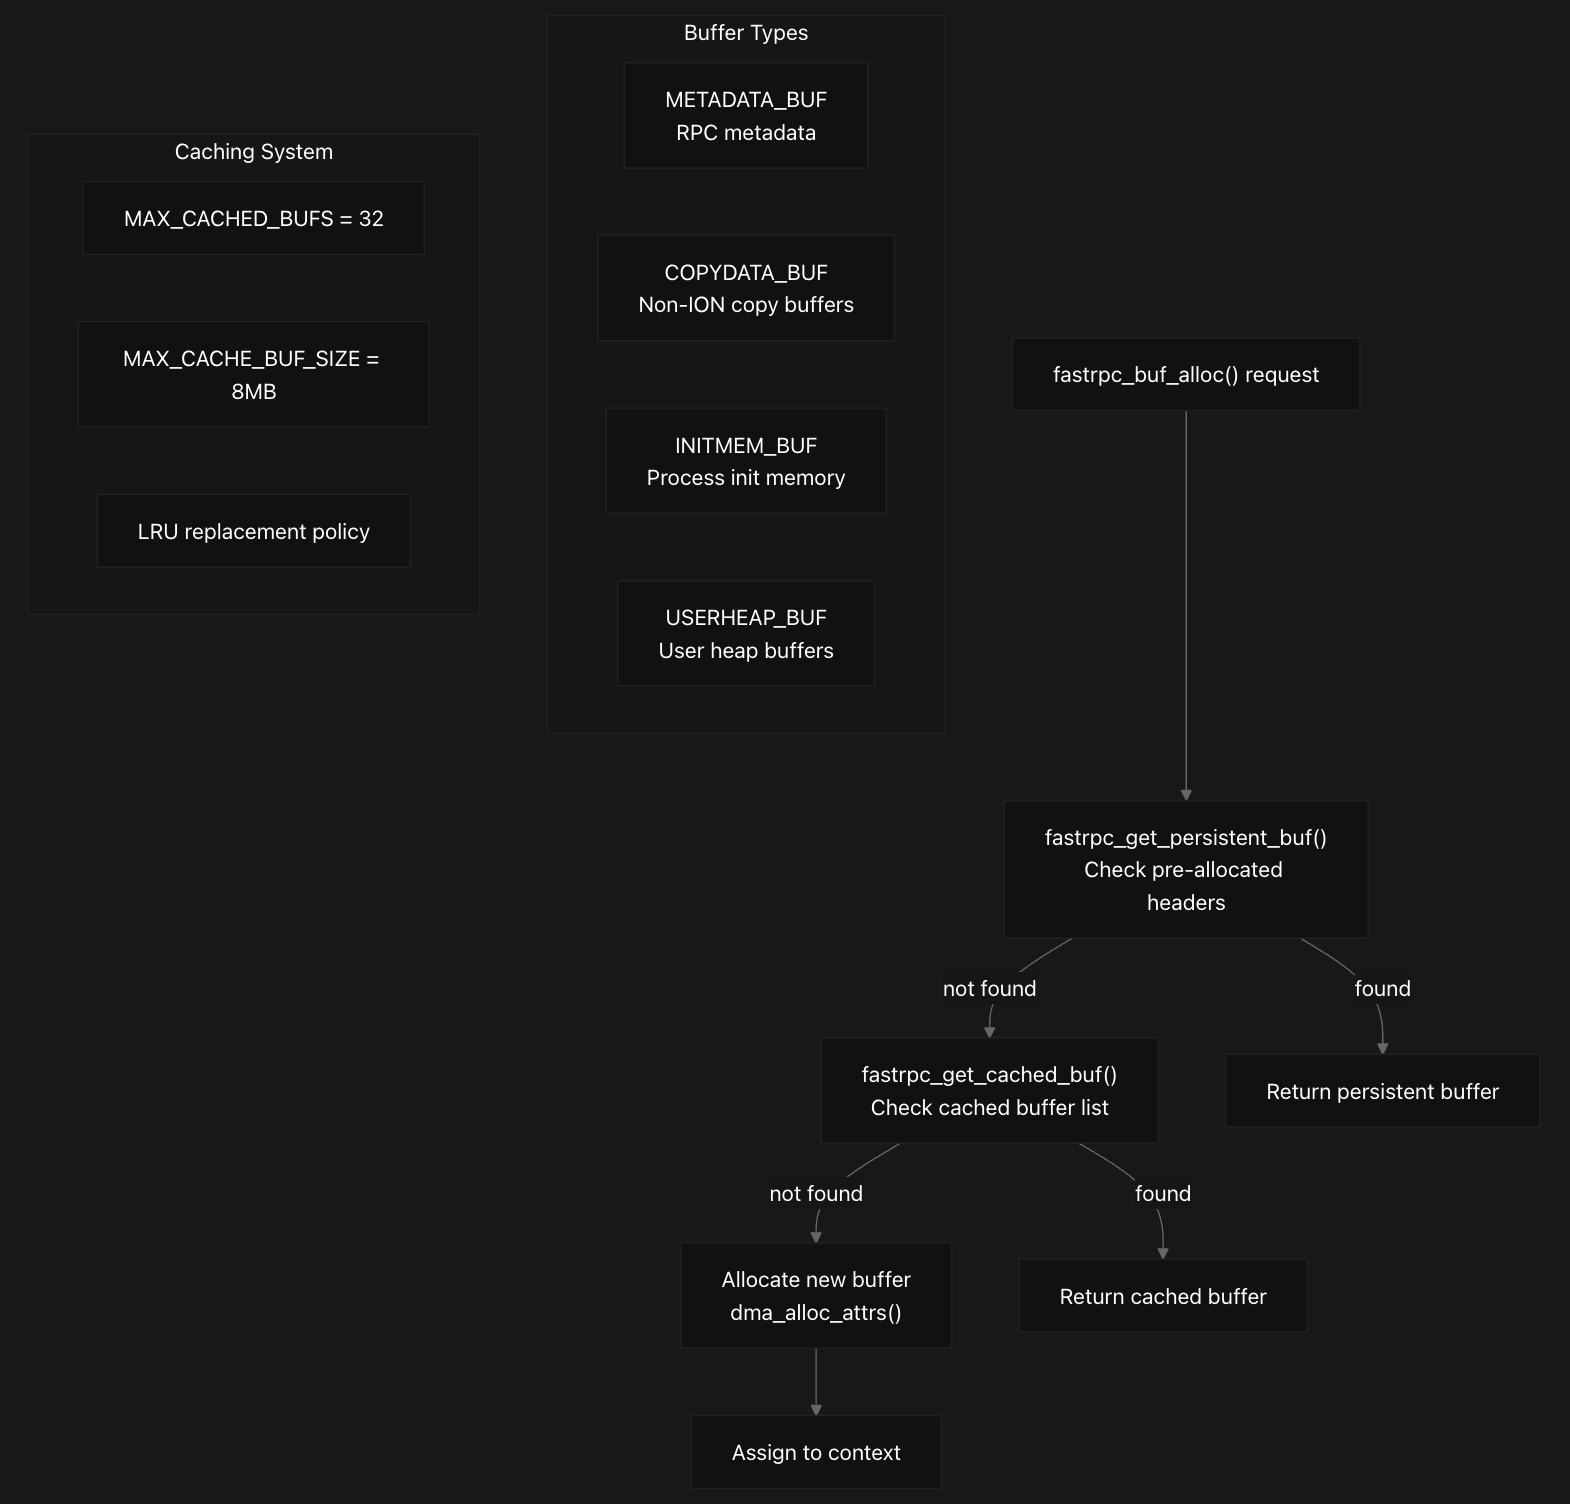 Caching System
MAX_CACHED_BUFS = 32
MAX_CACHE_BUF_SIZE =
8MB
LRU replacement policy
Buffer Types
METADATA_BUF
RPC metadata
COPYDATA_BUF
Non-ION copy buffers
INITMEM_BUF
Process init memory
USERHEAP_BUF
User heap buffers
fastrpc_buf_alloc() request
fastrpc_get_persistent_buf()
Check pre-allocated
headers
not found
found
fastrpc_get_cached_buf()
Check cached buffer list
Return persistent buffer
not found
found
Allocate new buffer
dma_alloc_attrs()
Return cached buffer
Assign to context